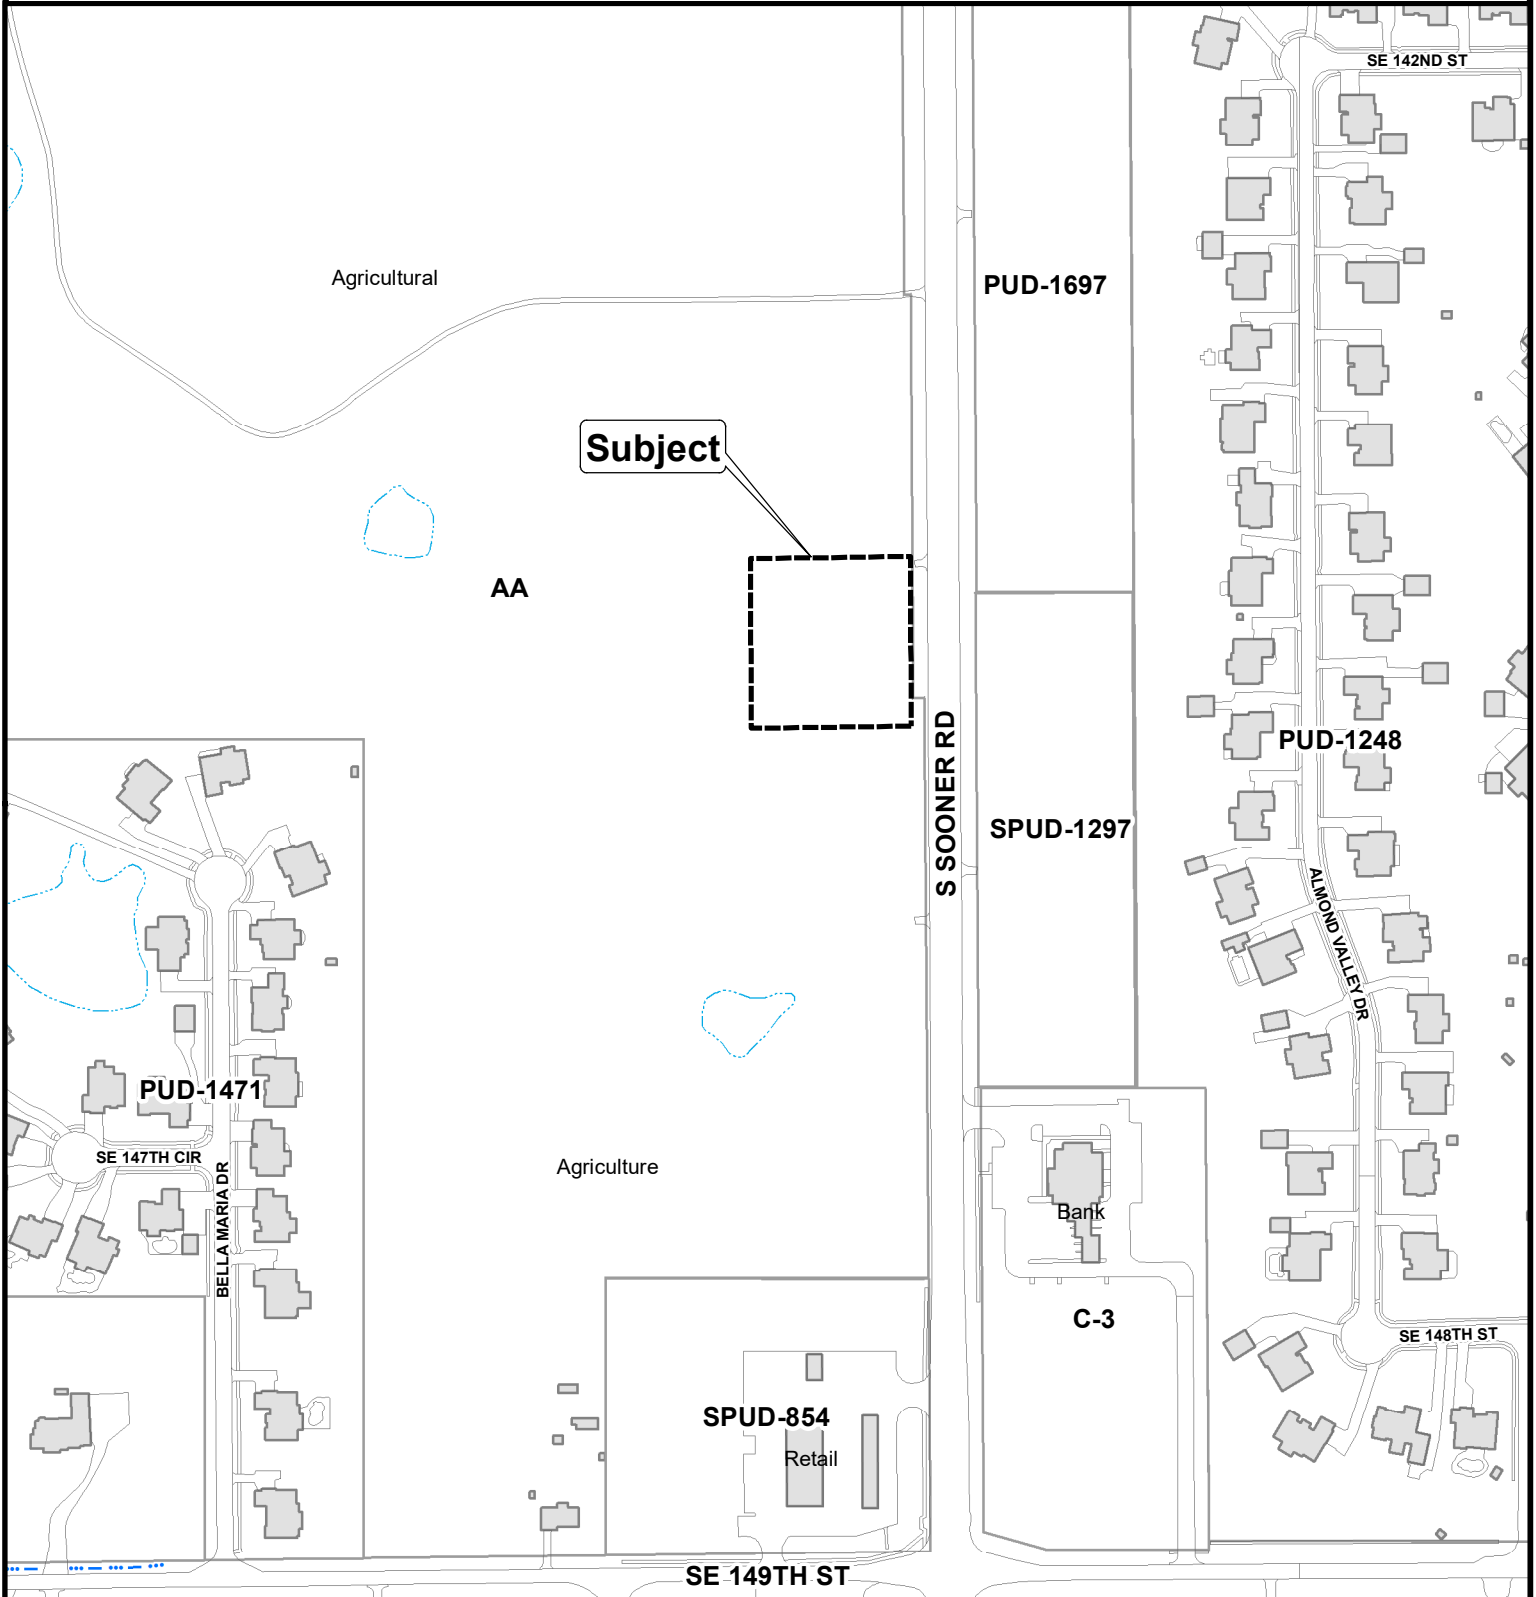 SE 142ND ST
Agricultural
PUD-1697
Subject
AA
S SOONER RD
PUD-1248
SPUD-1297
ALMOND VALLEY DR
PUD-1471
SE 147TH CIR
BELLA MARIA DR
Agriculture
Bank
C-3
SE 148TH ST
SPUD-854
Retail
SE 149TH ST